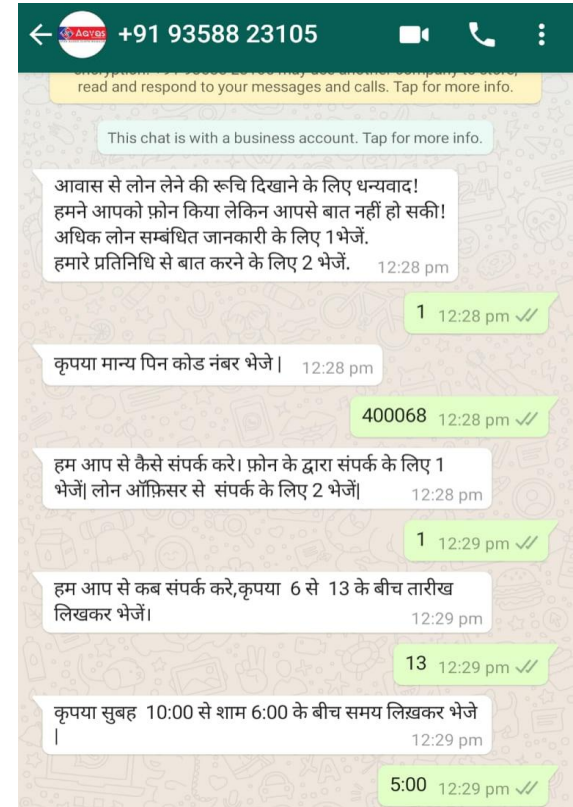 Aavas +91 93588 23105
read and respond to your messages and calls. Tap for more info.
This chat is with a business account. Tap for more info.
आवास से लोन लेने की रूचि दिखाने के लिए धन्यवाद!
हमने आपको फ़ोन किया लेकिन आपसे बात नहीं हो सकी!
अधिक लोन सम्बंधित जानकारी के लिए 1भेजें.
हमारे प्रतिनिधि से बात करने के लिए 2 भेजें. 12:28 pm
1 12:28 pm
कृपया मान्य पिन कोड नंबर भेजे | 12:28 pm
400068 12:28 pm
हम आप से कैसे संपर्क करे। फ़ोन के द्वारा संपर्क के लिए 1
भेजें| लोन ऑफ़िसर से संपर्क के लिए 2 भेजें| 12:28 pm
1 12:29 pm
हम आप से कब संपर्क करे,कृपया 6 से 13 के बीच तारीख
लिखकर भेजें। 12:29 pm
13 12:29 pm
कृपया सुबह 10:00 से शाम 6:00 के बीच समय लिख़कर भेजे
| 12:29 pm
5:00 12:29 pm